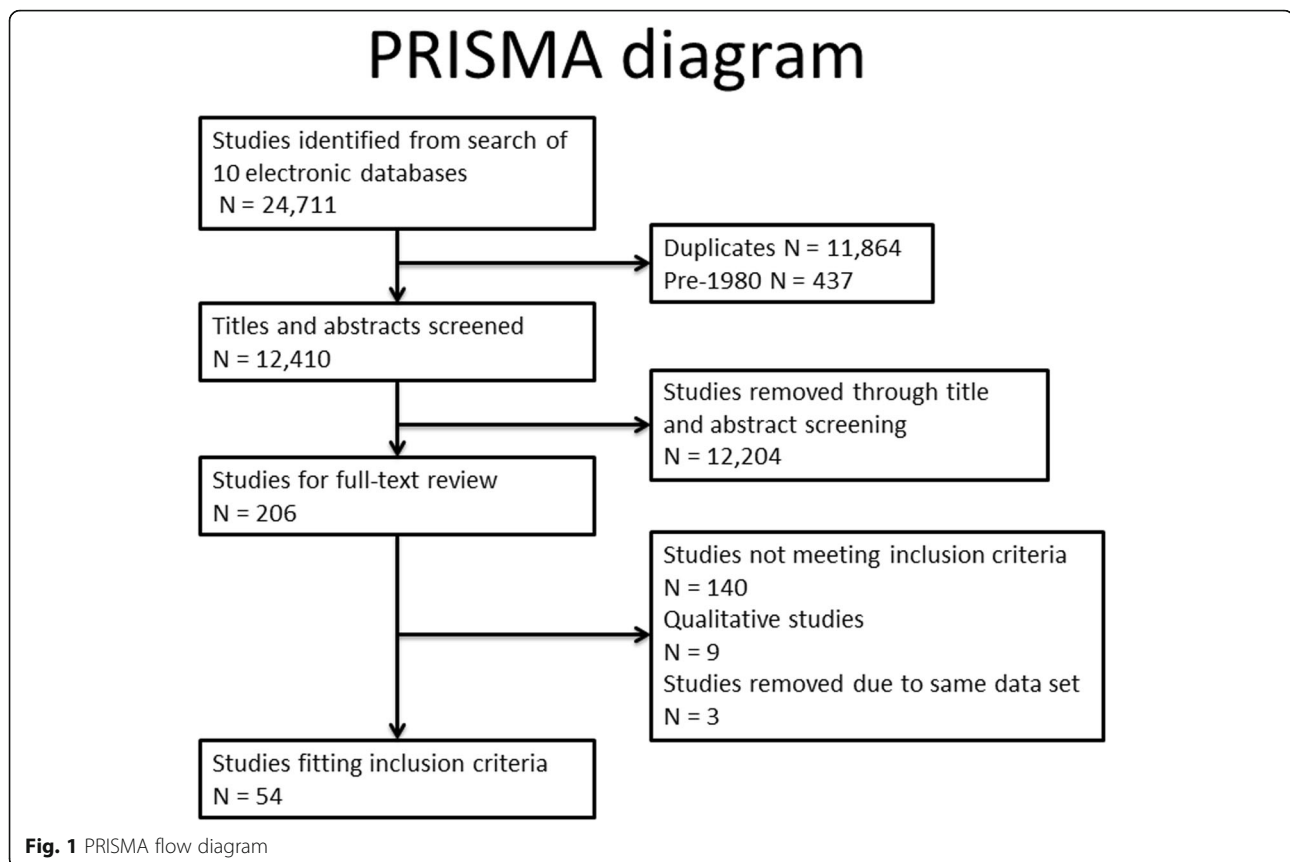 PRISMA diagram
Studies identified from search of
10 electronic databases
N = 24,711
Duplicates N = 11,864
Pre-1980 N = 437
Titles and abstracts screened
N = 12,410
Studies removed through title
and abstract screening
N = 12,204
Studies for full-text review
N = 206
Studies not meeting inclusion criteria
N = 140
Qualitative studies
N = 9
Studies removed due to same data set
N = 3
Studies fitting inclusion criteria
N = 54
Fig. 1 PRISMA flow diagram